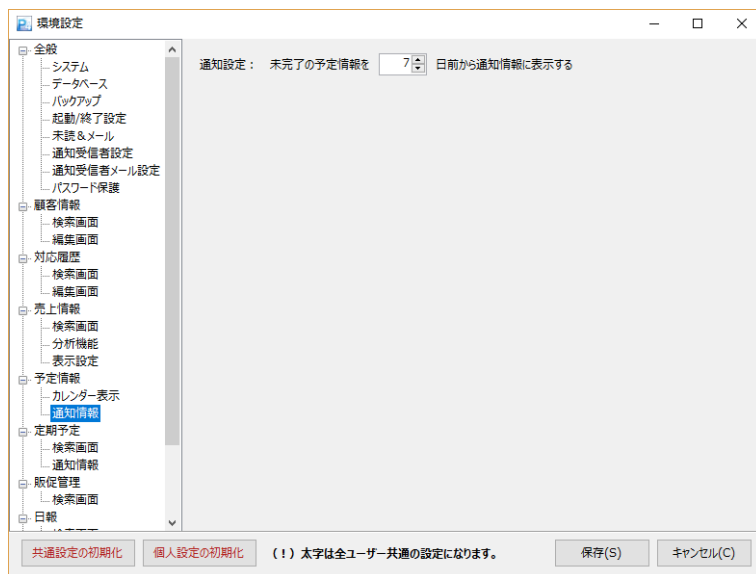 環境設定
全般
システム
データベース
バックアップ
起動/終了設定
未読&メール
通知受信者設定
通知受信者メール設定
パスワード保護
顧客情報
検索画面
編集画面
対応履歴
検索画面
編集画面
売上情報
検索画面
分析機能
表示設定
予定情報
カレンダー表示
通知情報
定期予定
検索画面
通知情報
販促管理
検索画面
日報
通知設定： 未完了の予定情報を 7 日前から通知情報に表示する
共通設定の初期化 個人設定の初期化 (！)太字は全ユーザー共通の設定になります。 保存(S) キャンセル(C)